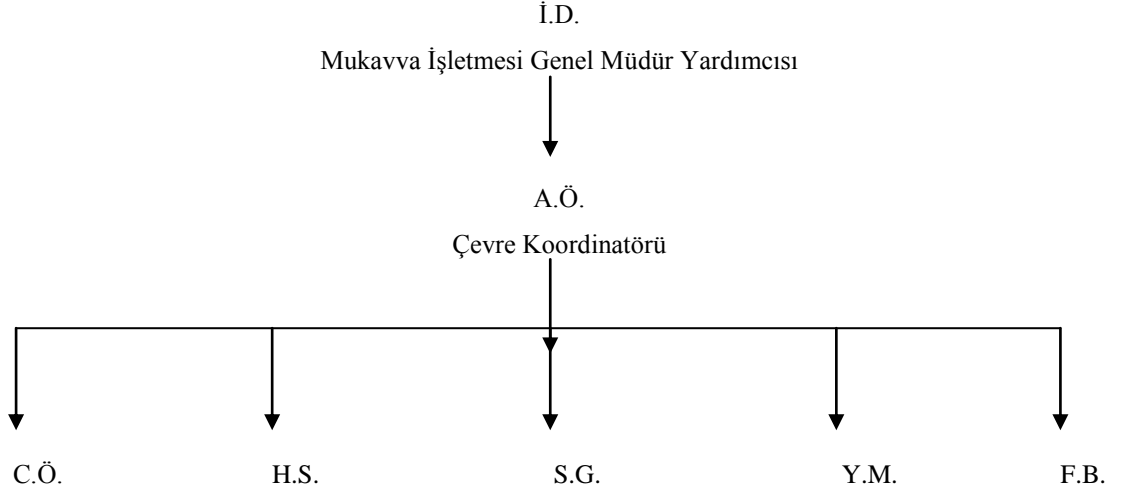 İ.D.
Mukavva İşletmesi Genel Müdür Yardımcısı
A.Ö.
Çevre Koordinatörü
C.Ö. H.S. S.G. Y.M. F.B.